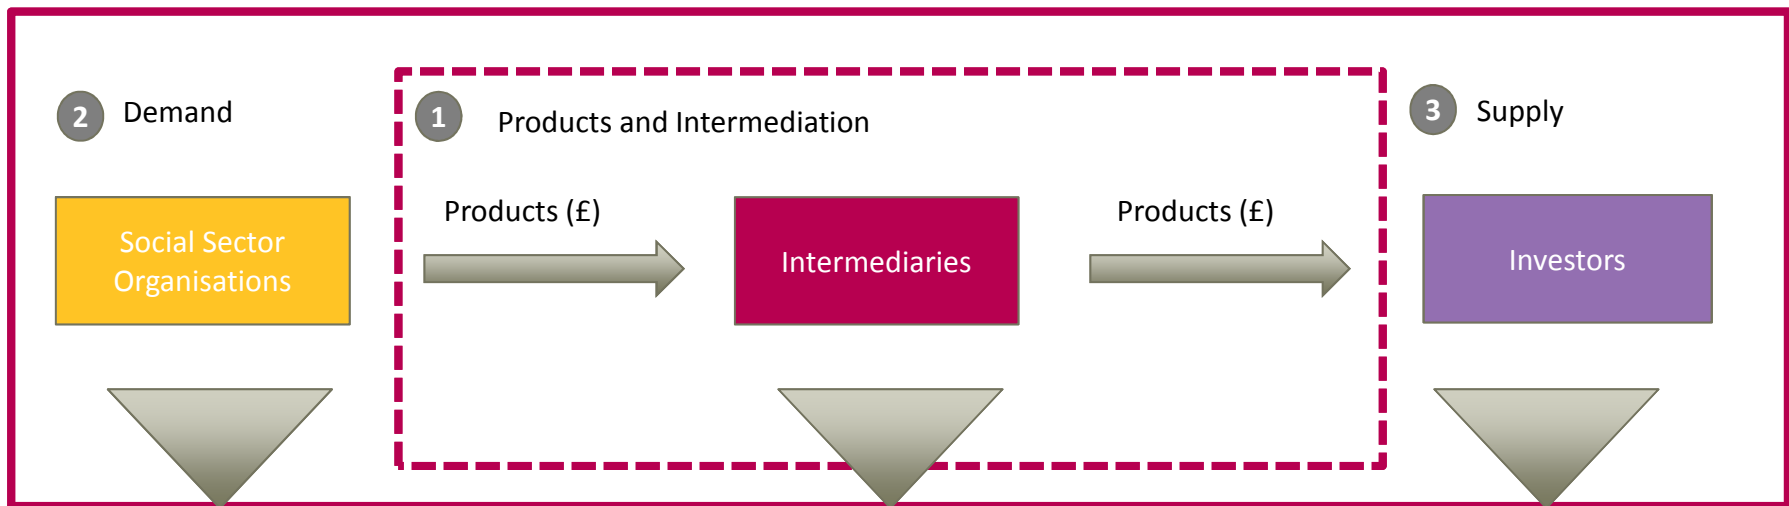 2 Demand
1 Products and Intermediation
3 Supply
Social Sector
Organisations
Products (£)
Intermediaries
Products (£)
Investors